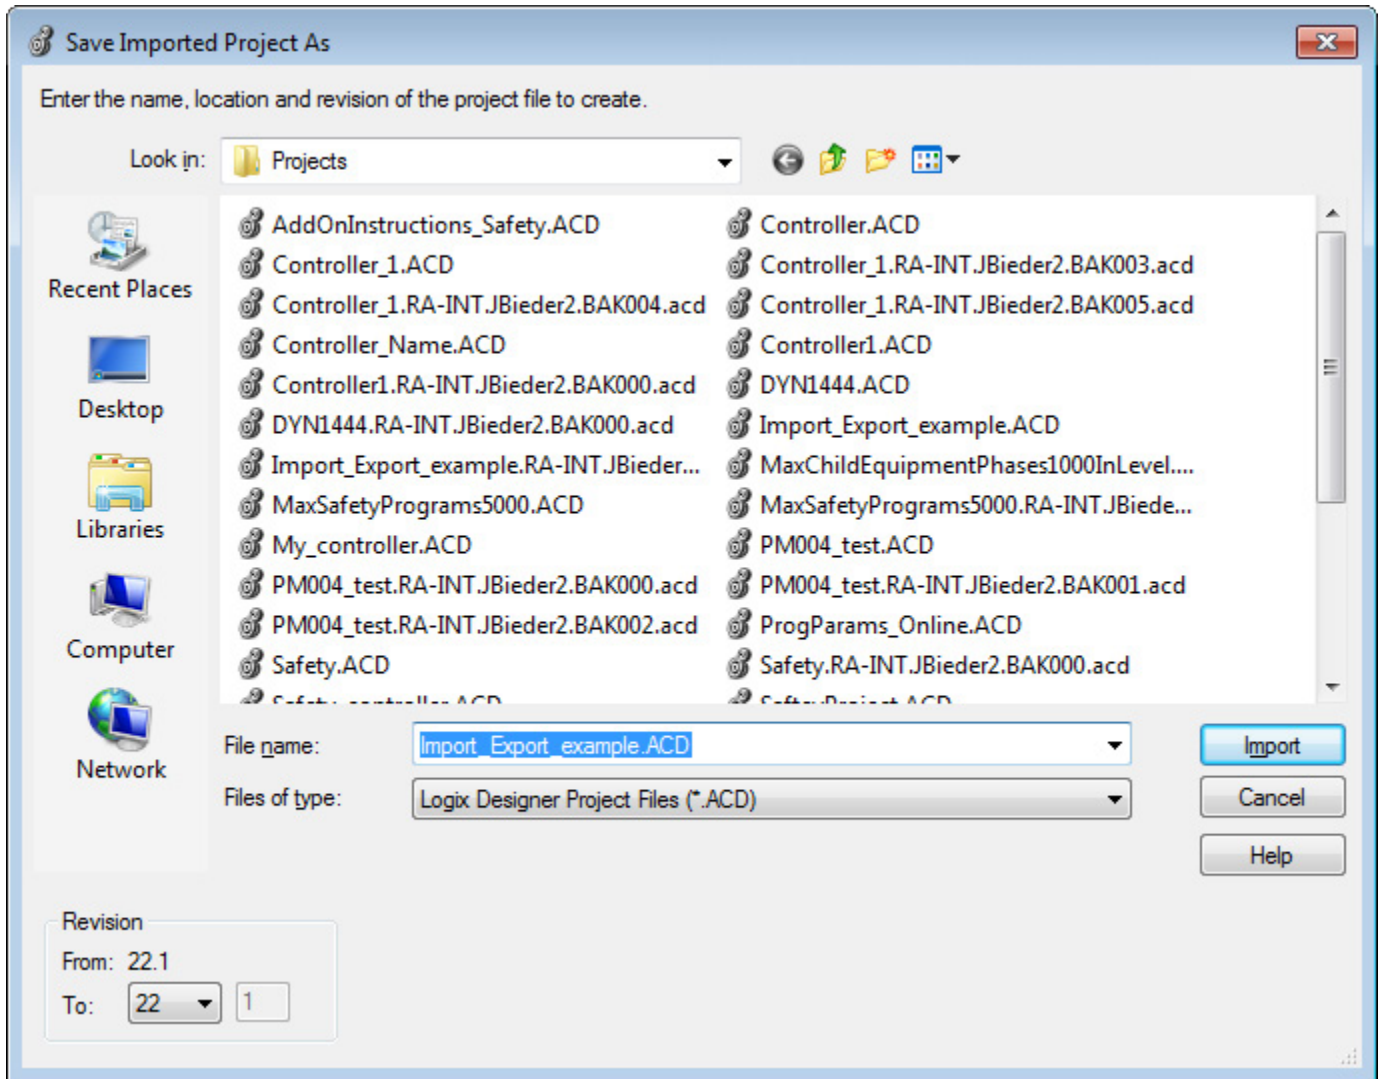 Save Imported Project As
Enter the name, location and revision of the project file to create.
Look in: Projects
Recent Places
Desktop
Libraries
Computer
Network
AddOnInstructions_Safety.ACD Controller.ACD
Controller_1.ACD Controller_1.RA-INT.JBieder2.BAK003.acd
Controller_1.RA-INT.JBieder2.BAK004.acd Controller_1.RA-INT.JBieder2.BAK005.acd
Controller_Name.ACD Controller1.ACD
Controller1.RA-INT.JBieder2.BAK000.acd DYN1444.ACD
DYN1444.RA-INT.JBieder2.BAK000.acd Import_Export_example.ACD
Import_Export_example.RA-INT.JBieder... MaxChildEquipmentPhases1000InLevel....
MaxSafetyPrograms5000.ACD MaxSafetyPrograms5000.RA-INT.JBiede...
My_controller.ACD PM004_test.ACD
PM004_test.RA-INT.JBieder2.BAK000.acd PM004_test.RA-INT.JBieder2.BAK001.acd
PM004_test.RA-INT.JBieder2.BAK002.acd ProgParams_Online.ACD
Safety.ACD Safety.RA-INT.JBieder2.BAK000.acd
File name: Import_Export_example.ACD Import
Files of type: Logix Designer Project Files (*.ACD) Cancel
Help
Revision
From: 22.1
To: 22 1